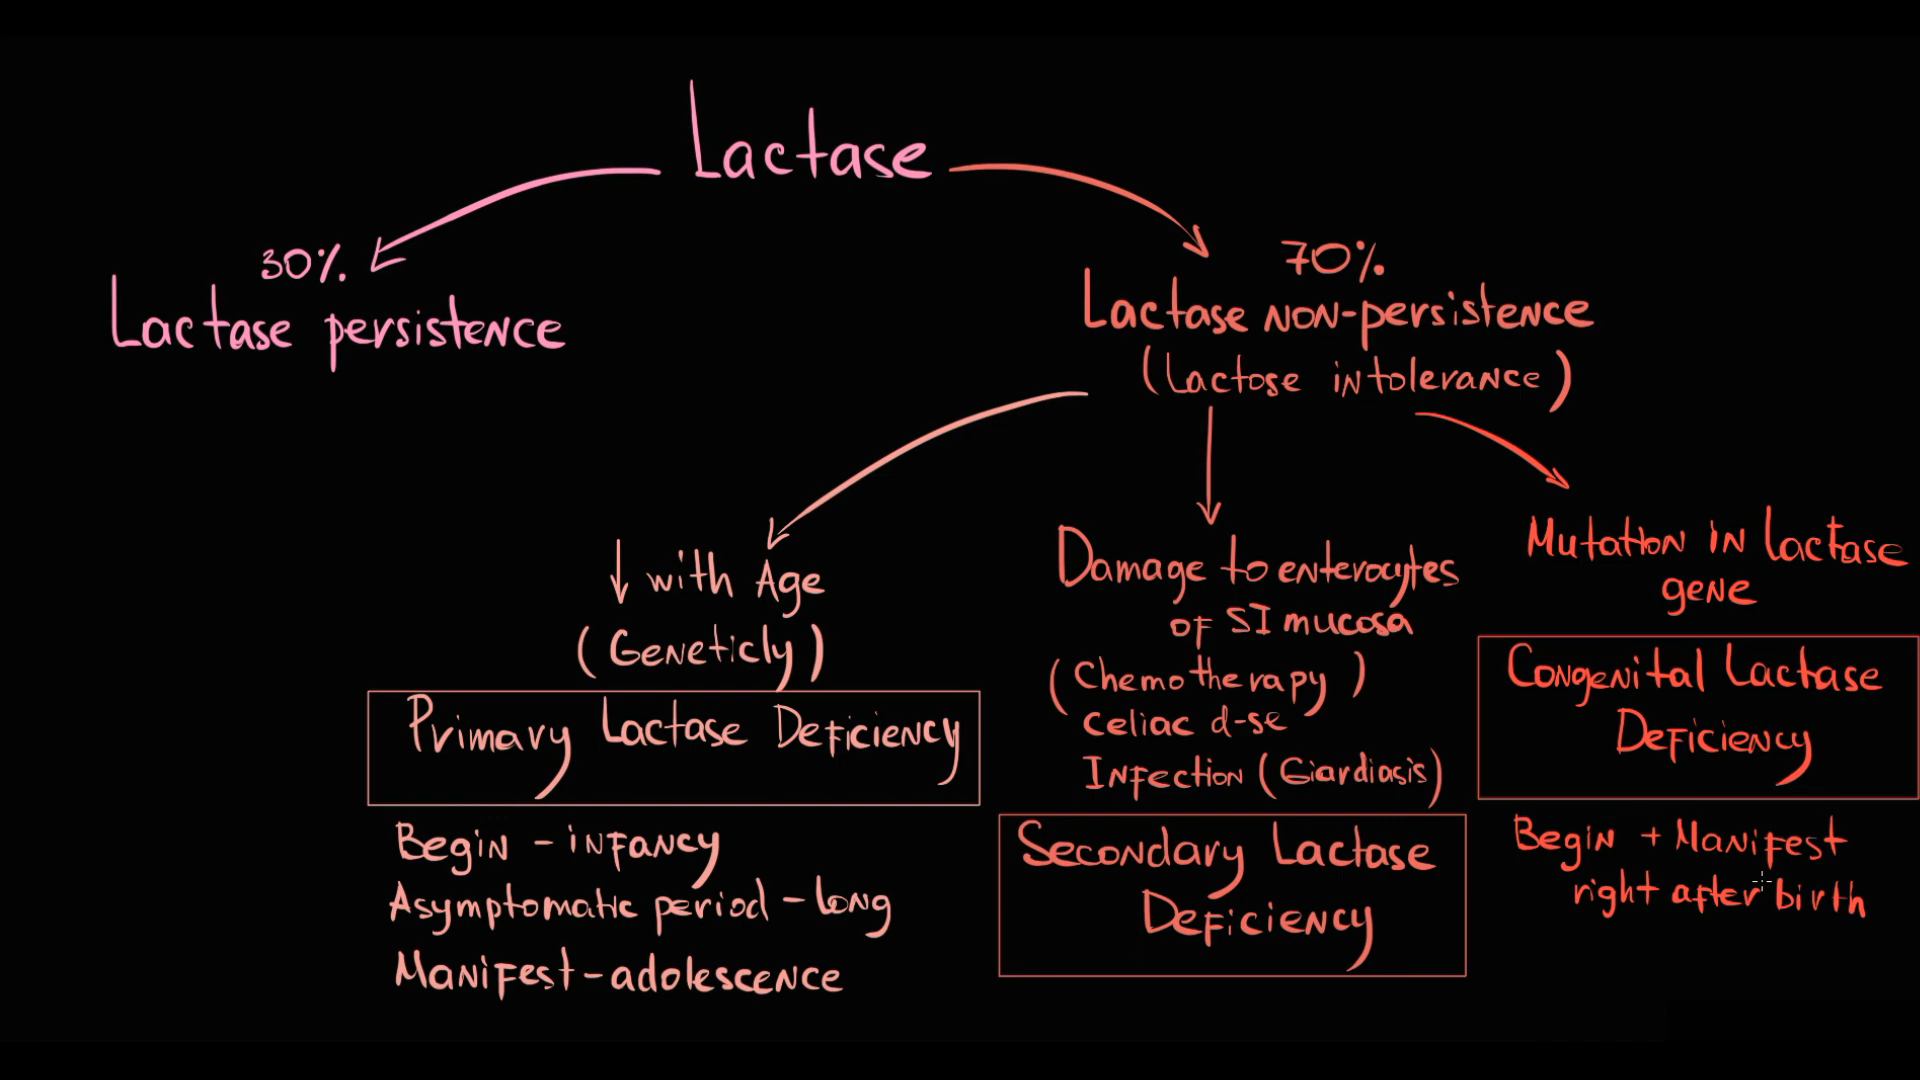 Lactase
30%
Lactase persistence
70%
Lactase non-persistence
(Lactose intolerance)
↓ with Age
(Geneticly)
Primary Lactase Deficiency
Begin - infancy
Asymptomatic period - long
Manifest - adolescence
Damage to enterocytes
of SI mucosa
(Chemotherapy)
celiac d-se
Infection (Giardiasis)
Secondary Lactase
Deficiency
Mutation in lactase
gene
Congenital Lactase
Deficiency
Begin + Manifest
right after birth